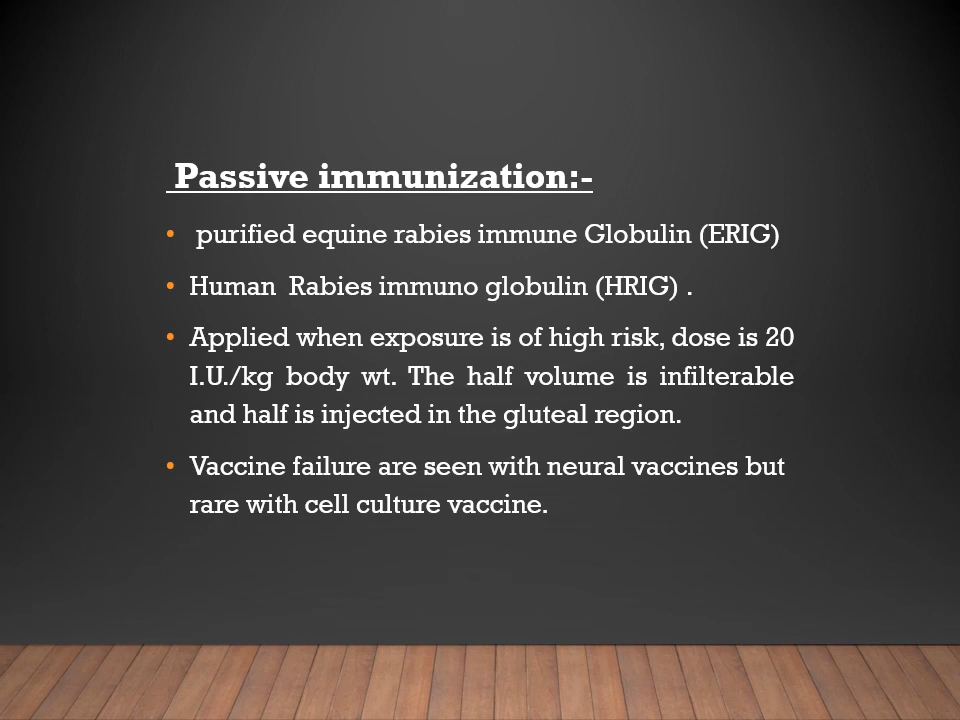 Passive immunization:-
• purified equine rabies immune Globulin (ERIG)
• Human Rabies immuno globulin (HRIG) .
• Applied when exposure is of high risk, dose is 20
I.U./kg body wt. The half volume is infilterable
and half is injected in the gluteal region.
• Vaccine failure are seen with neural vaccines but
rare with cell culture vaccine.